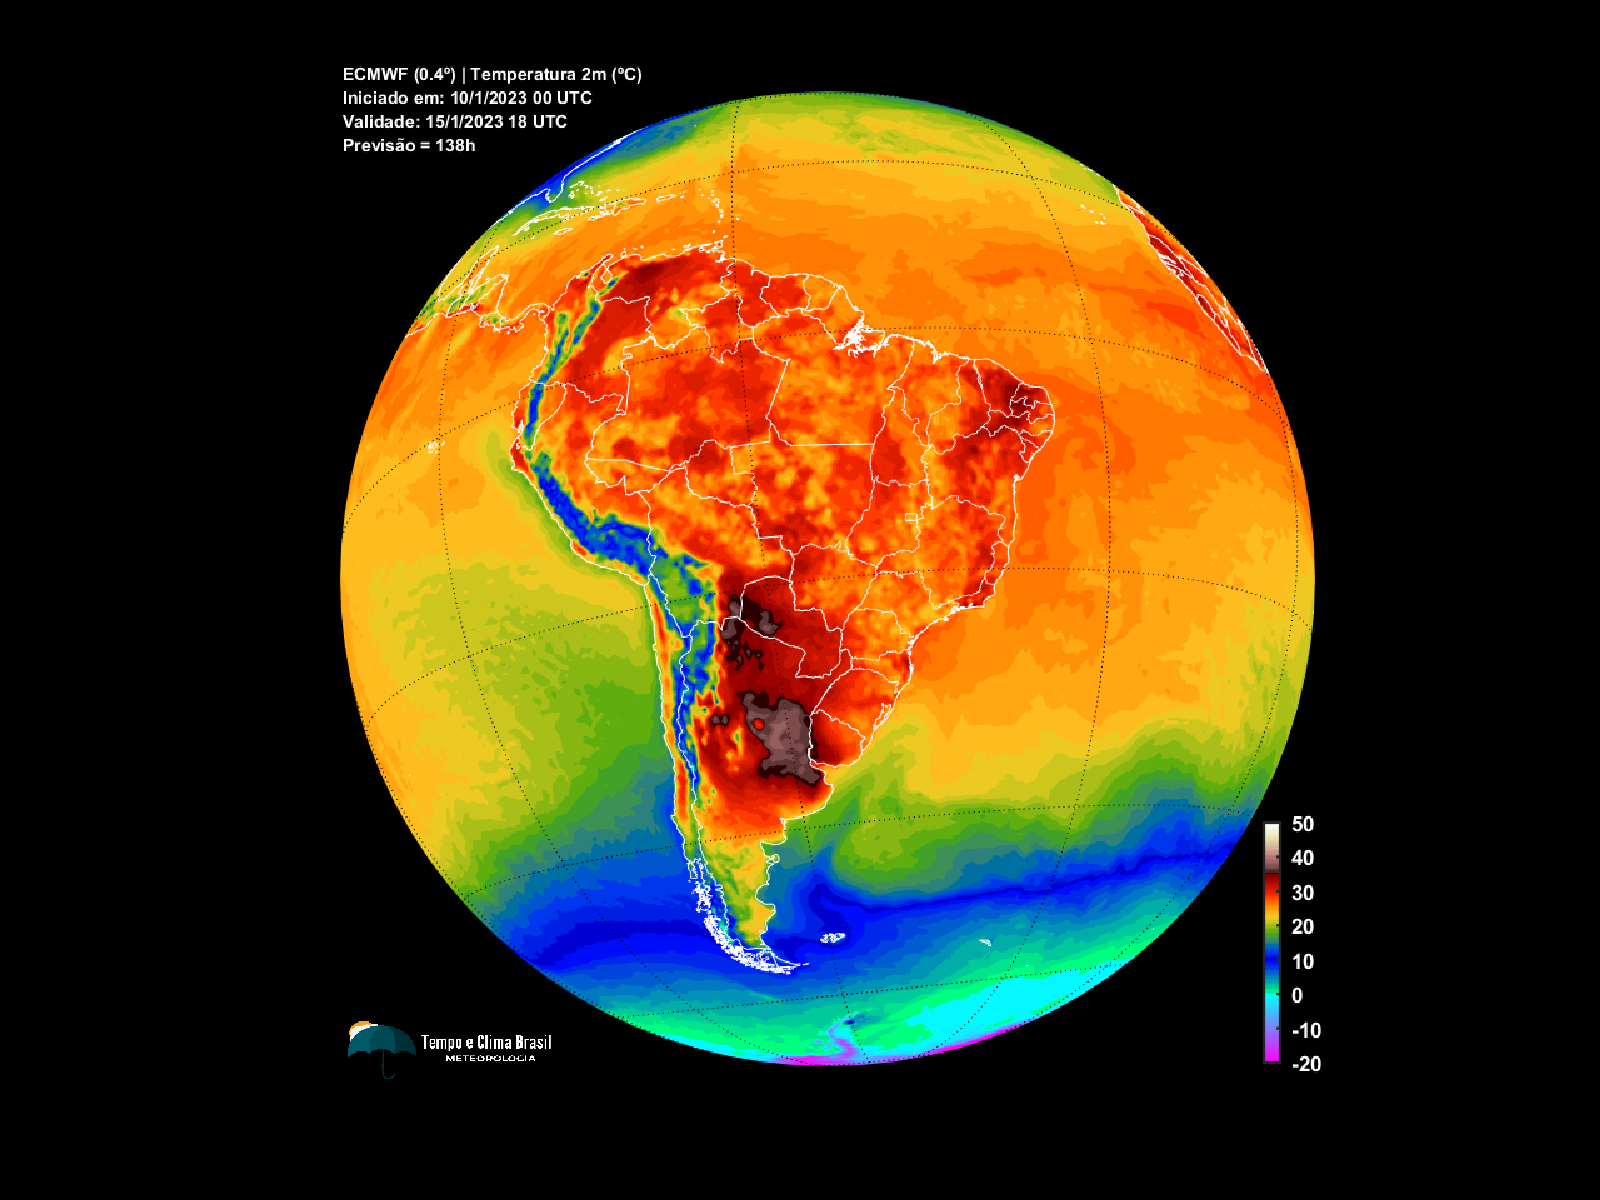 ECMWF (0.4º) | Temperatura 2m (ºC)
Iniciado em: 10/1/2023 00 UTC
Validade: 15/1/2023 18 UTC
Previsão = 138h
50
40
30
20
10
0
-10
-20
Tempo e Clima Brasil
METEOROLOGIA